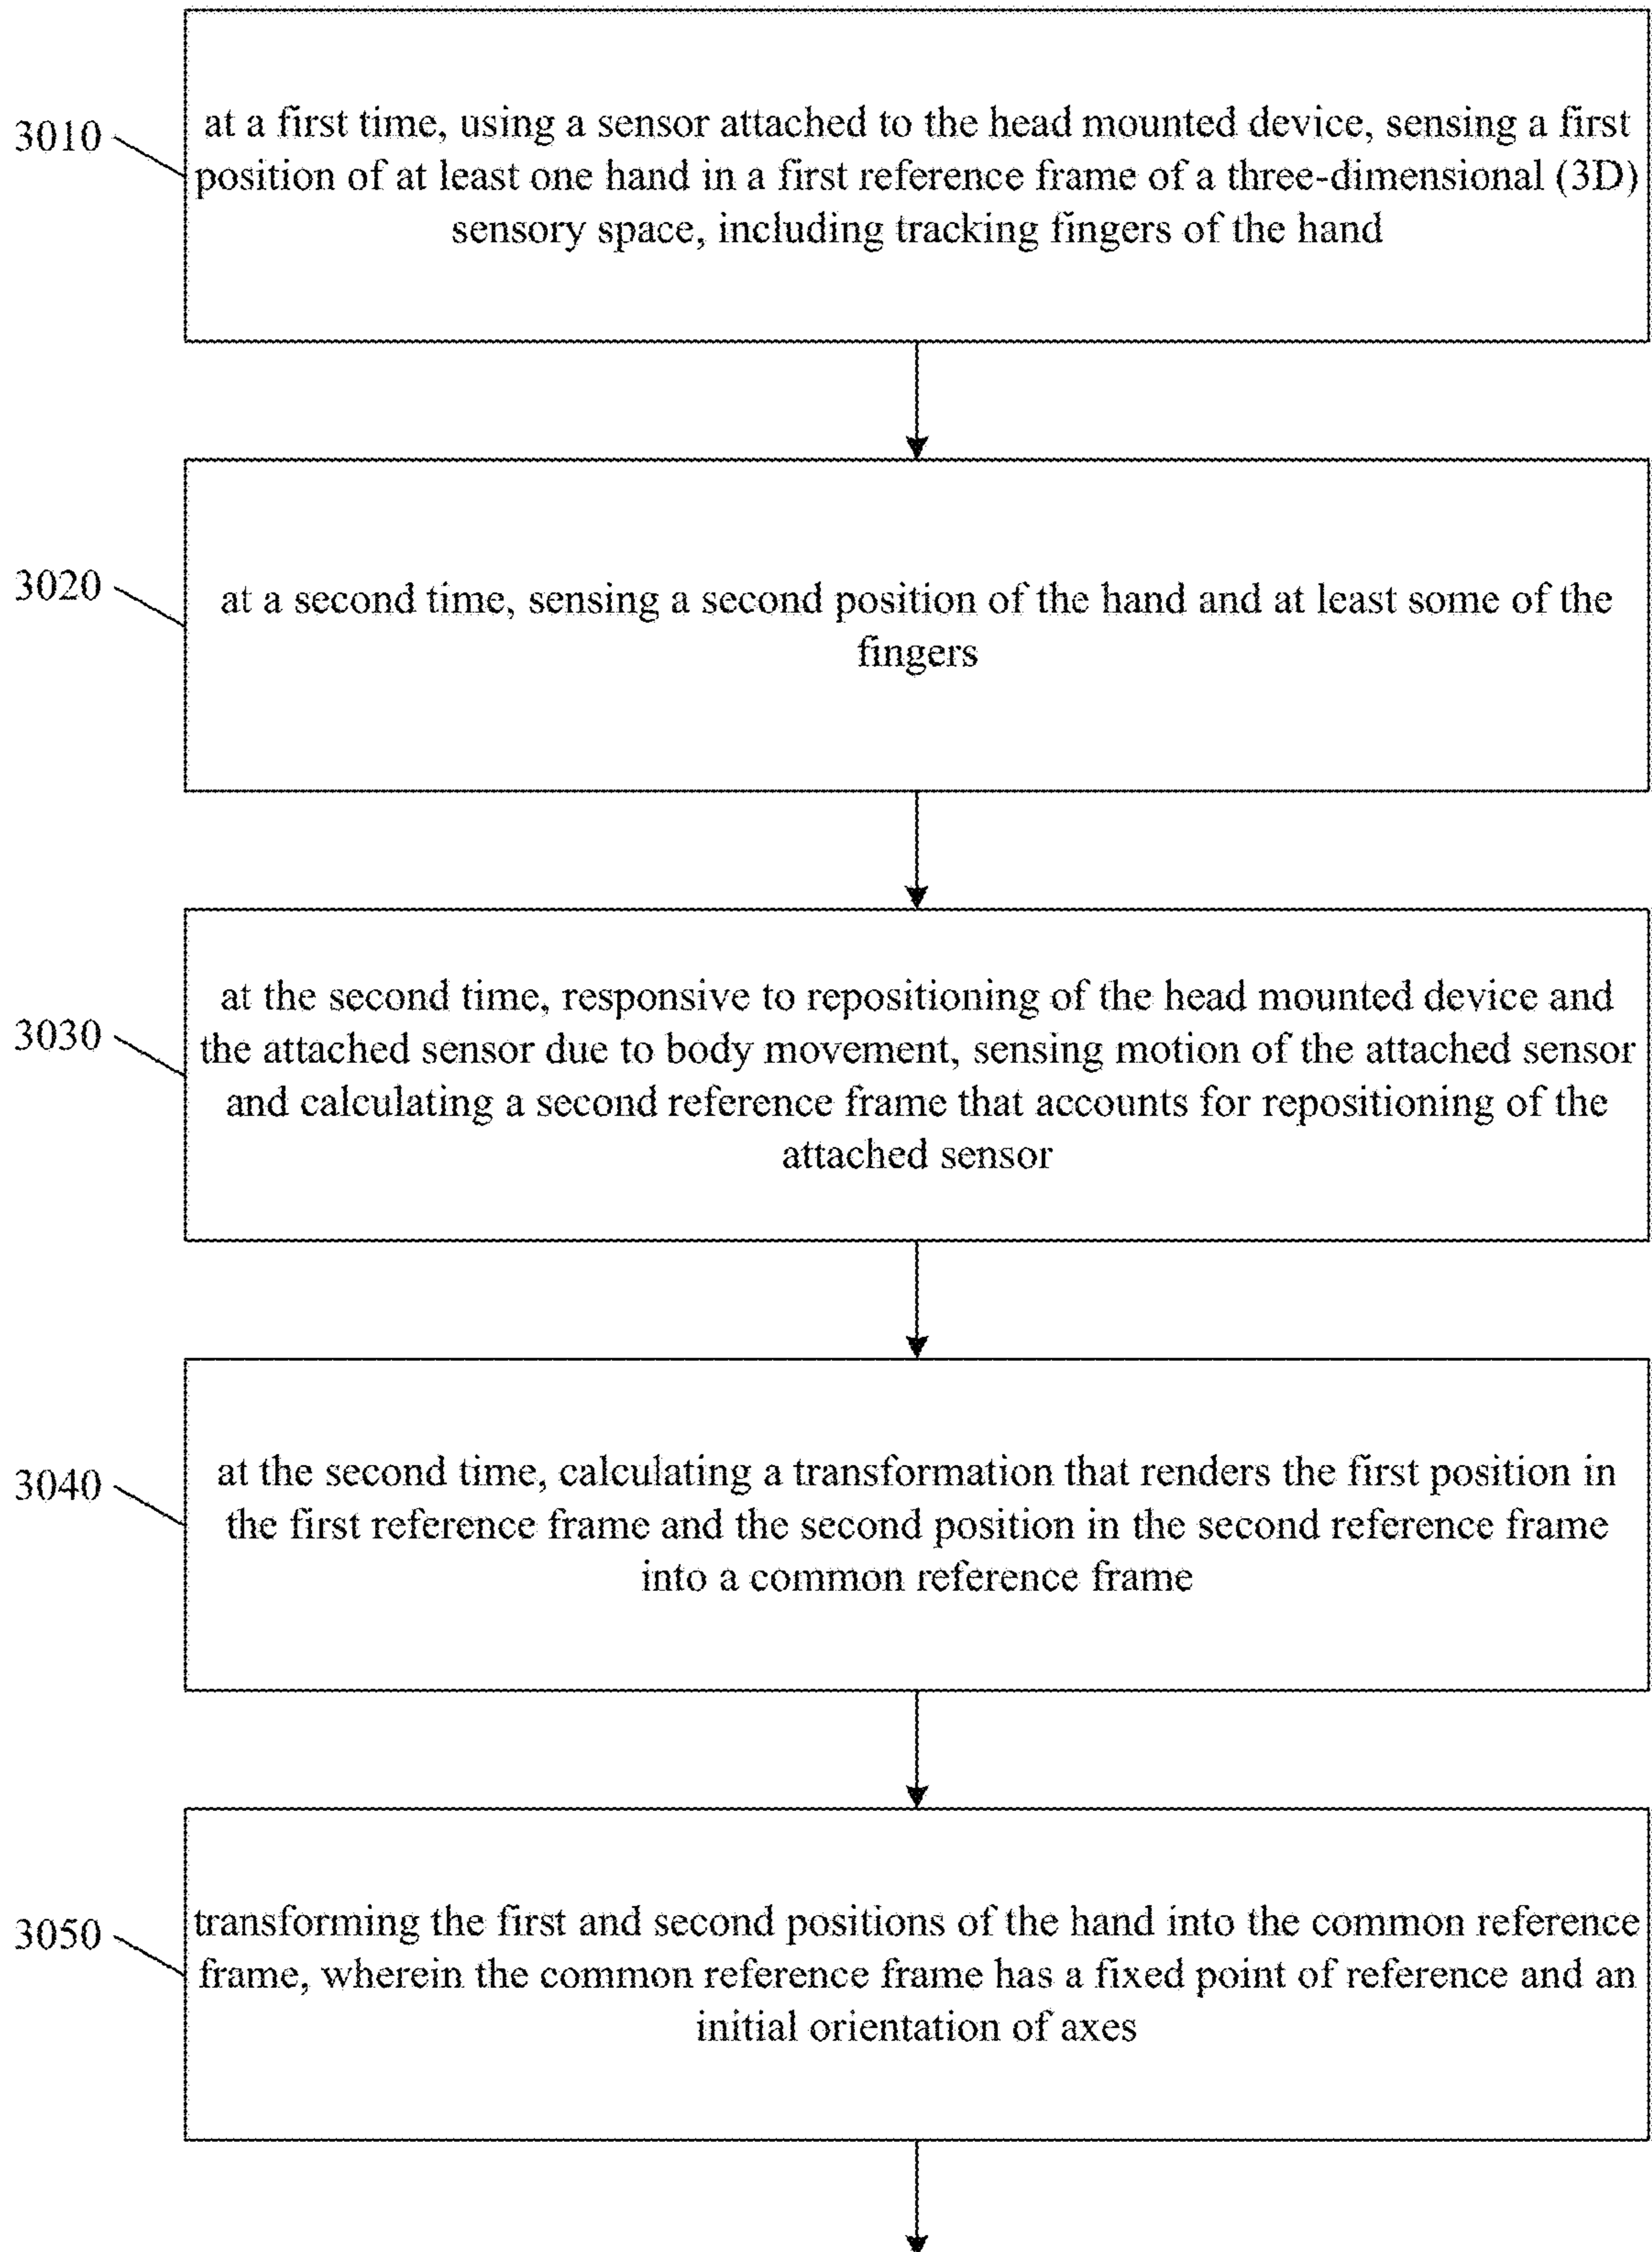 3010
at a first time, using a sensor attached to the head mounted device, sensing a first
position of at least one hand in a first reference frame of a three-dimensional (3D)
sensory space, including tracking fingers of the hand
3020
at a second time, sensing a second position of the hand and at least some of the
fingers
3030
at the second time, responsive to repositioning of the head mounted device and
the attached sensor due to body movement, sensing motion of the attached sensor
and calculating a second reference frame that accounts for repositioning of the
attached sensor
3040
at the second time, calculating a transformation that renders the first position in
the first reference frame and the second position in the second reference frame
into a common reference frame
3050
transforming the first and second positions of the hand into the common reference
frame, wherein the common reference frame has a fixed point of reference and an
initial orientation of axes